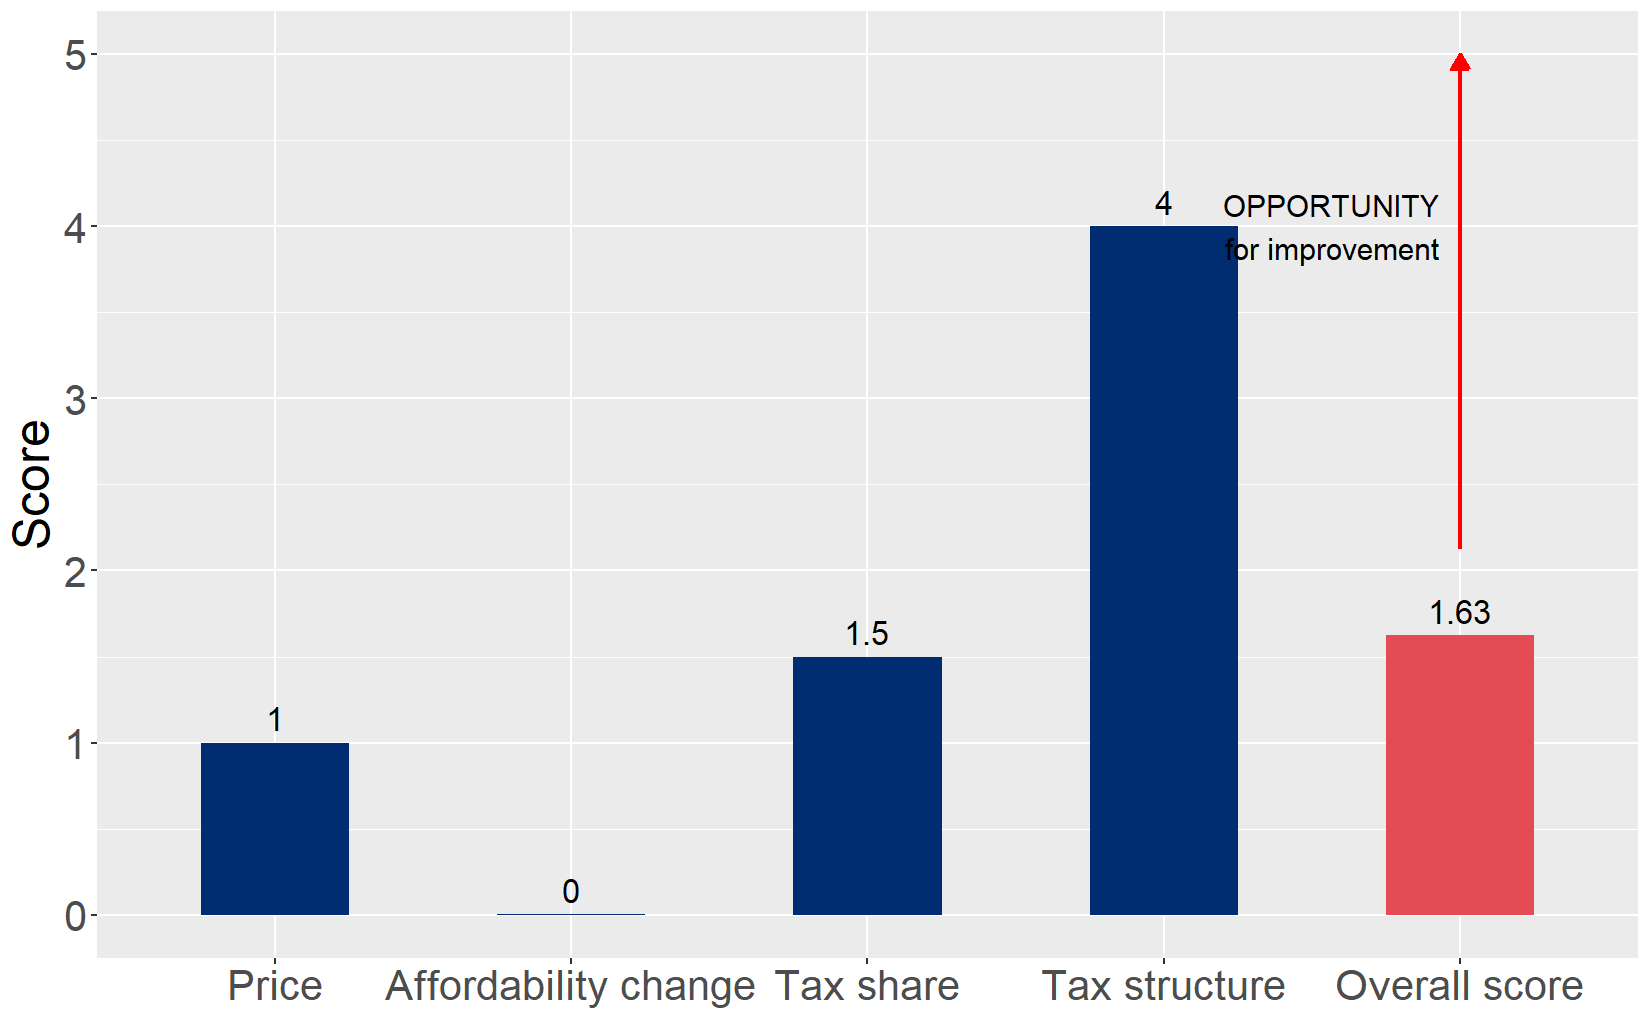 5
4
3
2
1
0
Score
1
0
1.5
4
1.63
OPPORTUNITY
for improvement
Price
Affordability change
Tax share
Tax structure
Overall score